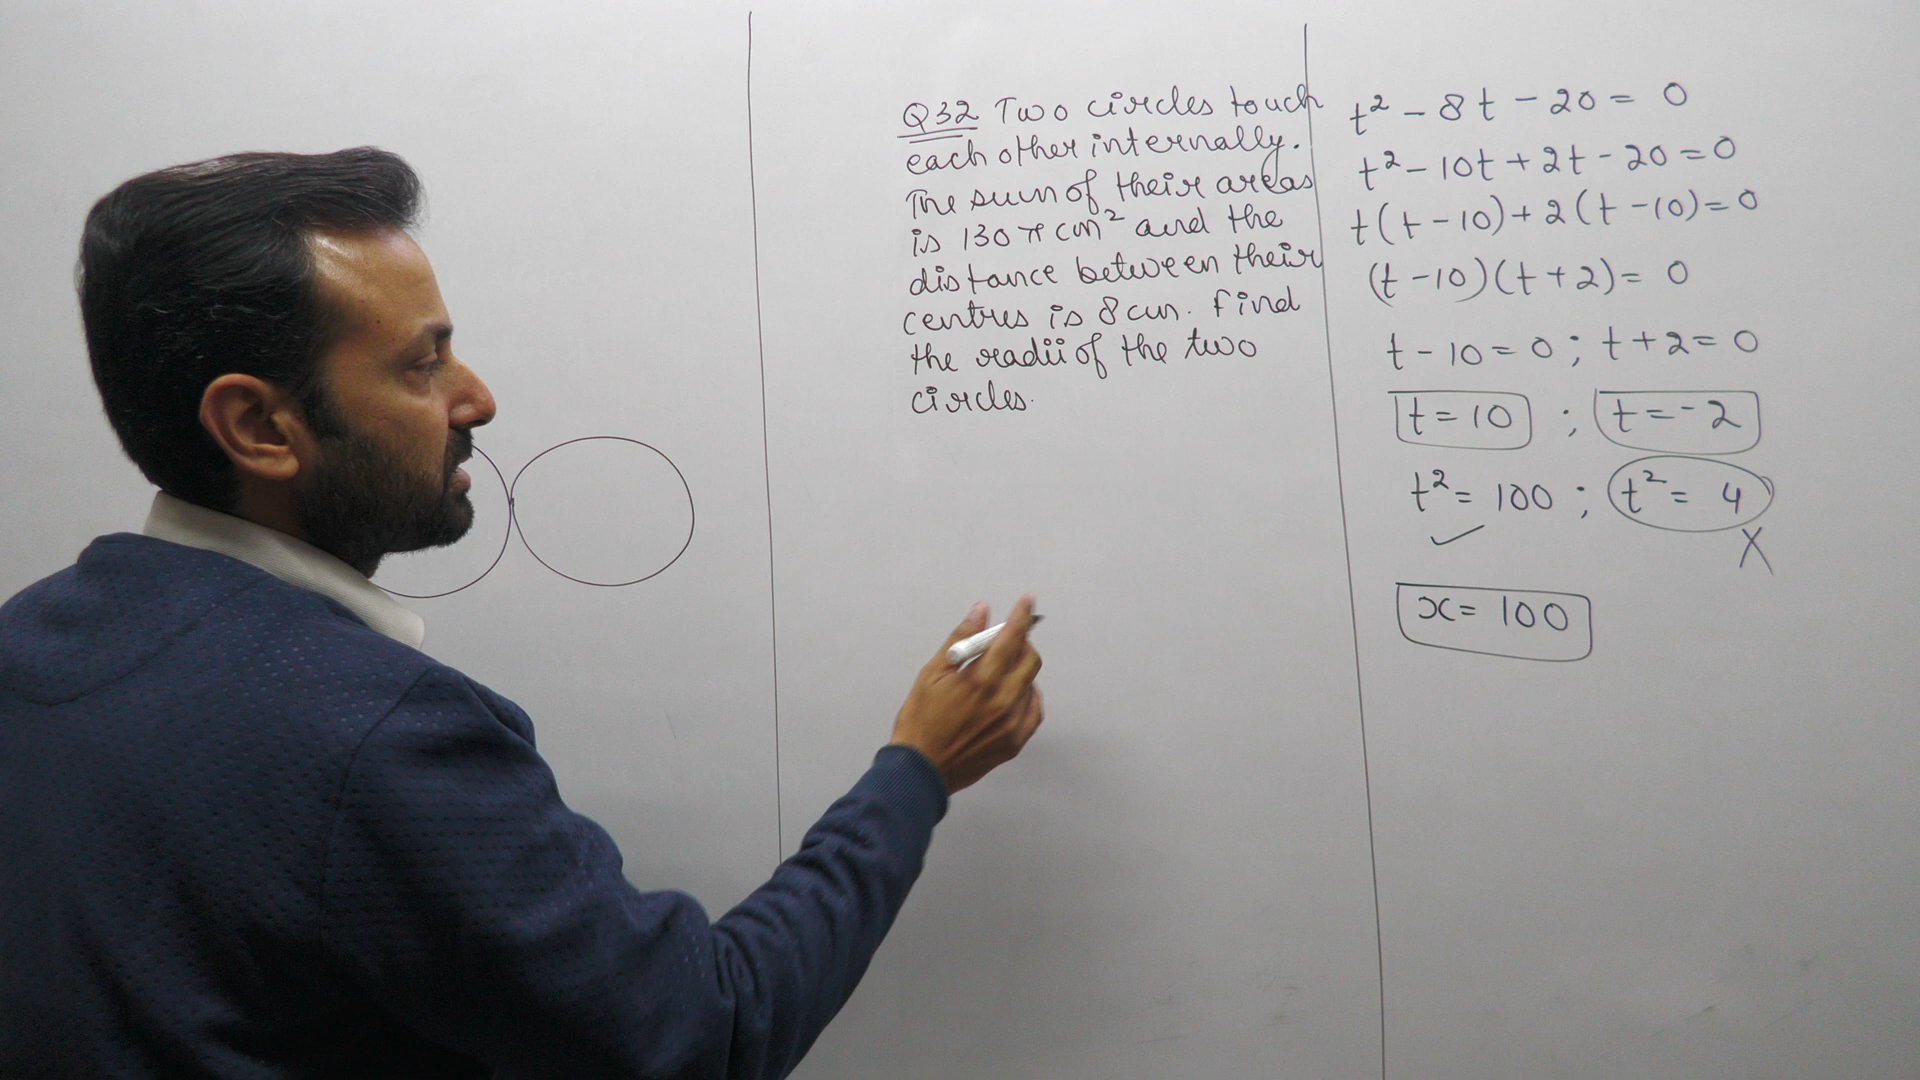 Q32 Two circles touch
each other internally.
The sum of their areas
is 130 π cm² and the
distance between their
centres is 8 cm. Find
the radii of the two
circles.
t² - 8t - 20 = 0
t² - 10t + 2t - 20 = 0
t(t - 10) + 2(t - 10) = 0
(t - 10)(t + 2) = 0
t - 10 = 0 ; t + 2 = 0
t = 10 ; t = -2
t² = 100 ; t² = 4
✓ X
x = 100